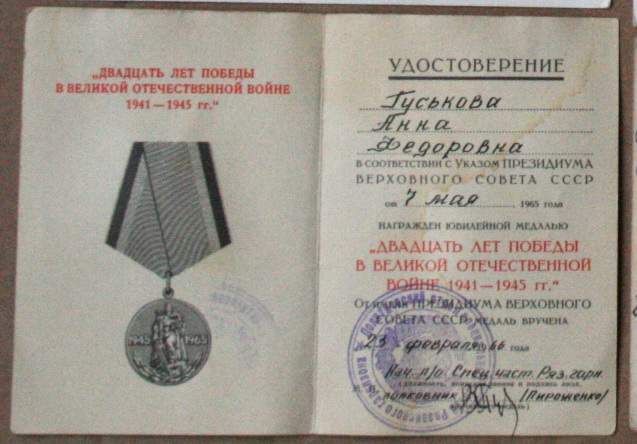 „ДВАДЦАТЬ ЛЕТ ПОБЕДЫ
В ВЕЛИКОЙ ОТЕЧЕСТВЕННОЙ ВОЙНЕ
1941—1945 гг.“
1945 1965
УДОСТОВЕРЕНИЕ
Гуськова
Анна
Федоровна
В СООТВЕТСТВИИ С УКАЗОМ ПРЕЗИДИУМА
ВЕРХОВНОГО СОВЕТА СССР
от 7 мая 1965 года
НАГРАЖДЕН ЮБИЛЕЙНОЙ МЕДАЛЬЮ
„ДВАДЦАТЬ ЛЕТ ПОБЕДЫ
В ВЕЛИКОЙ ОТЕЧЕСТВЕННОЙ
ВОЙНЕ 1941—1945 гг.“
От имени ПРЕЗИДИУМА ВЕРХОВНОГО
СОВЕТА СССР МЕДАЛЬ ВРУЧЕНА
23 февраля 1966 года
Нач. п/о Спец. част. Ряз. гарн.
полковник (Пирошенко)